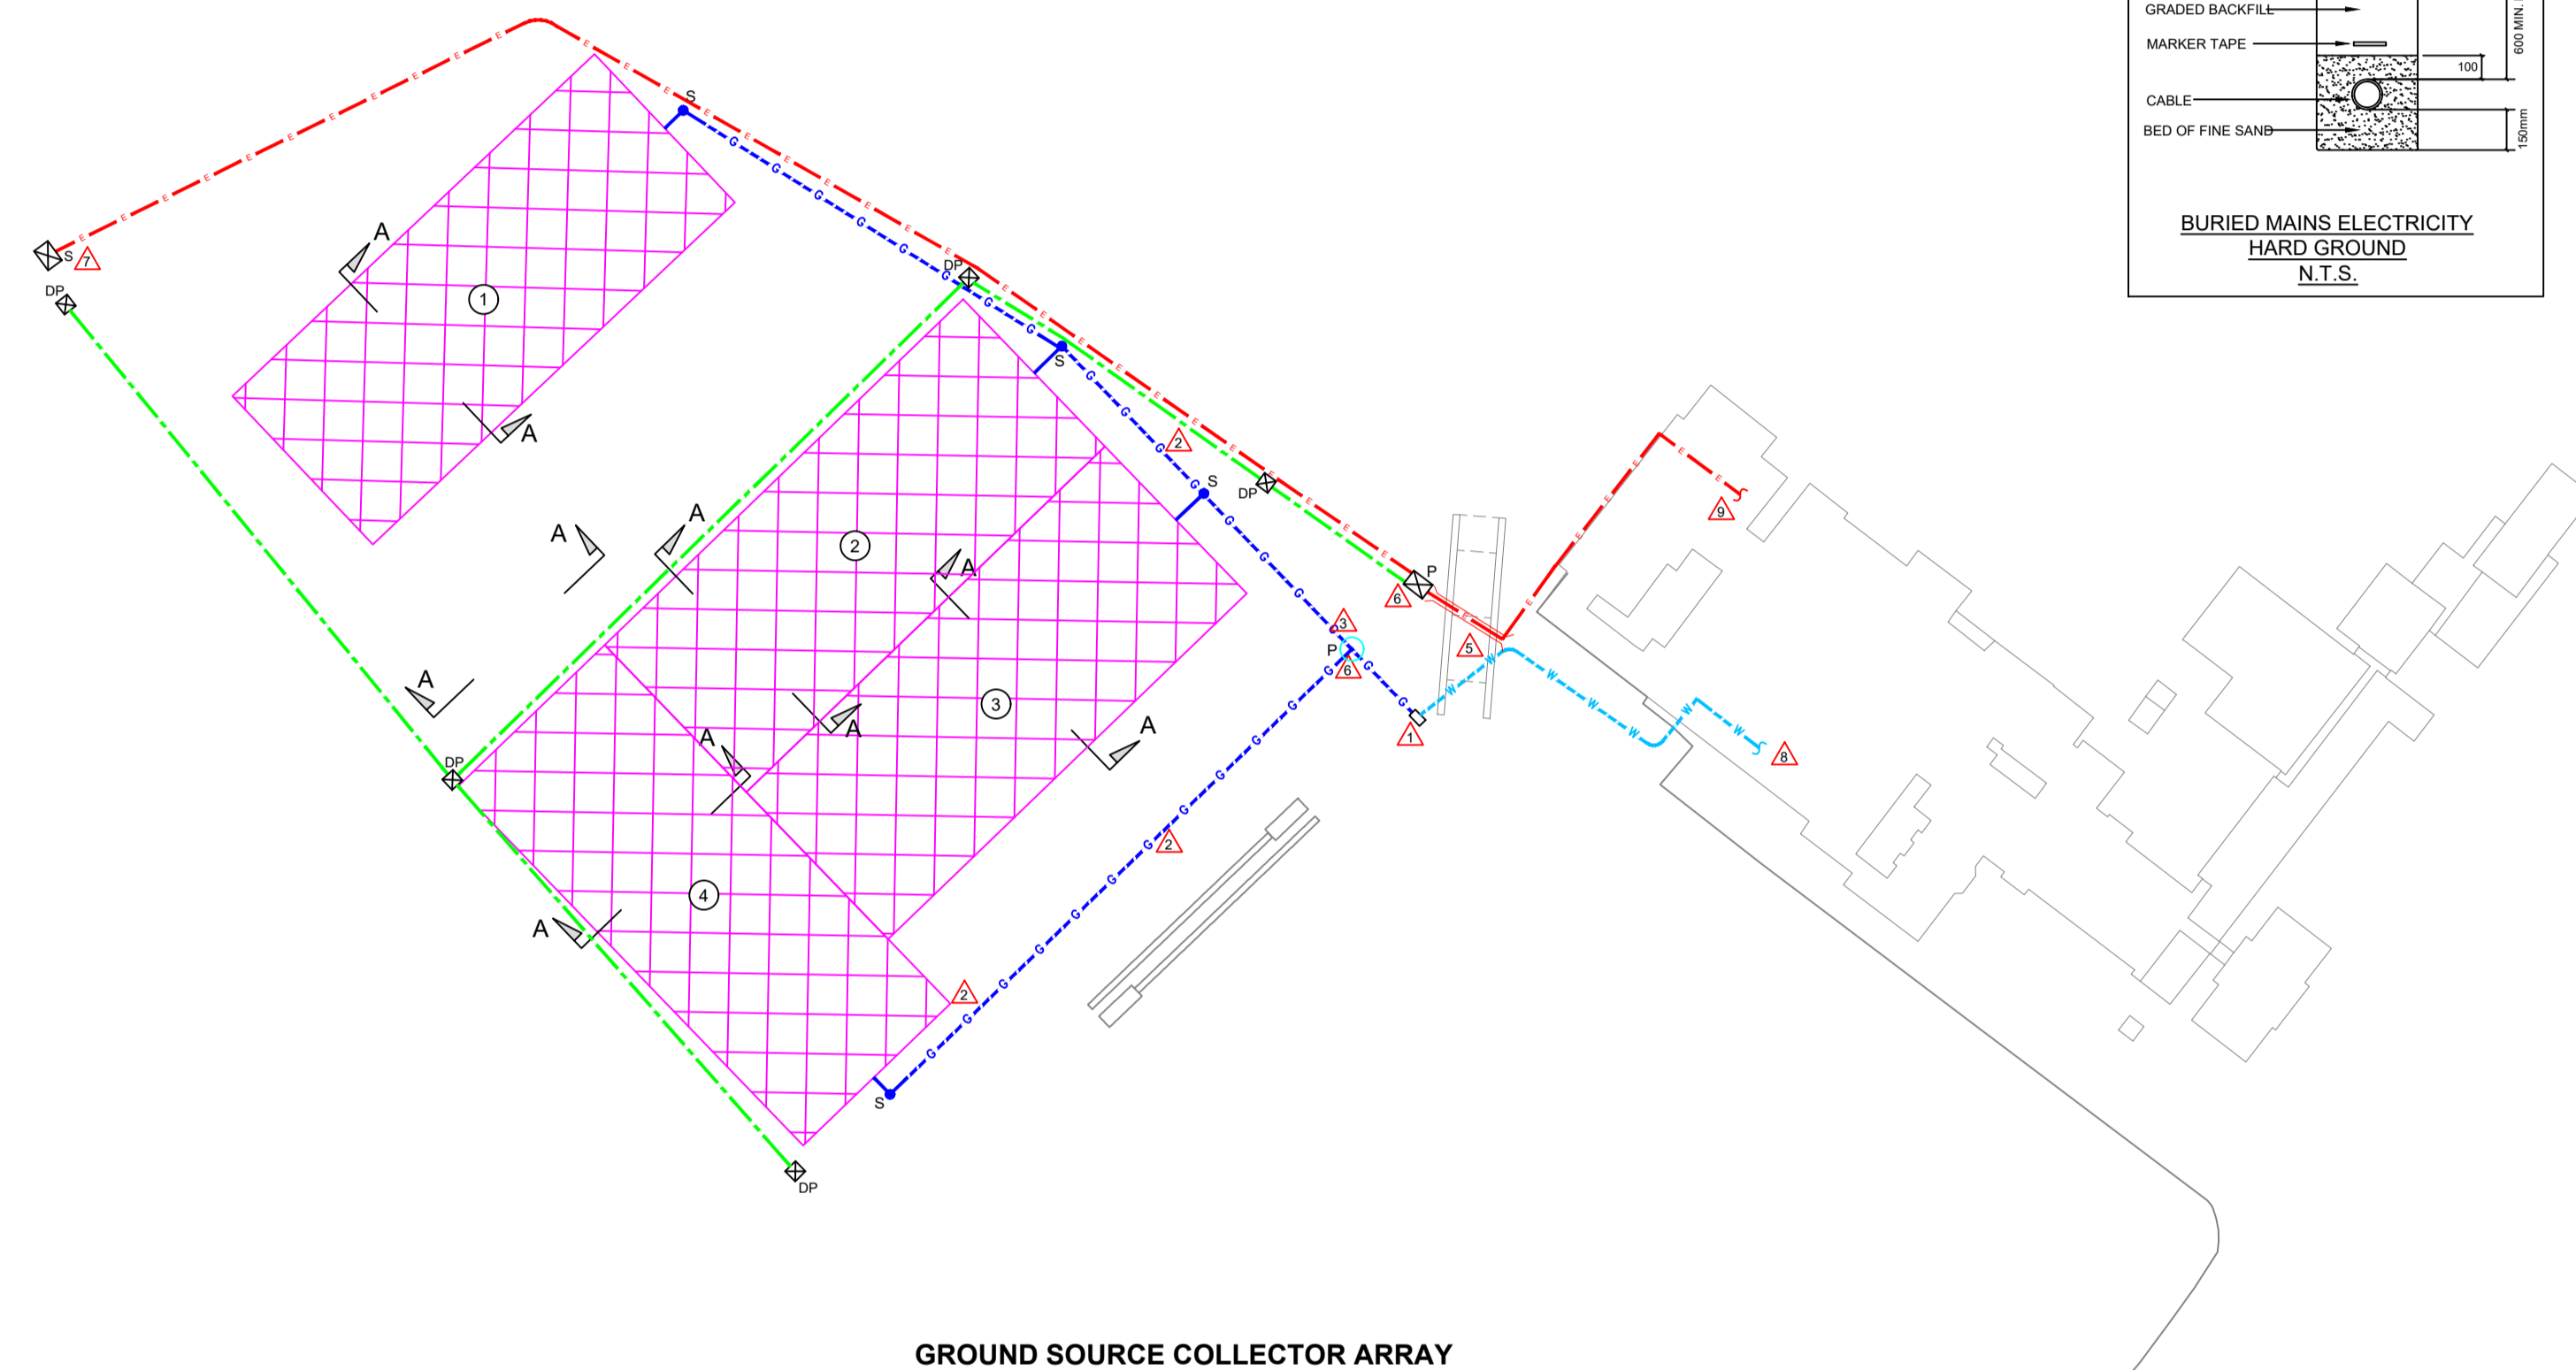 GRADED BACKFILL
MARKER TAPE
CABLE
BED OF FINE SAND
100
600 MIN.
150mm
BURIED MAINS ELECTRICITY
HARD GROUND
N.T.S.
E E E E E E E E E
S
7
DP
A
1
A
S
G G G G G G G G
E E E E E E E
DP
S
2
DP
S
A
A
A
2
A
3
A
A
A
A
DP
4
A
2
S
DP
2
3
P
6
G
1
6
P
E
5
E E E E E E
9
W W W W W W
8
GROUND SOURCE COLLECTOR ARRAY